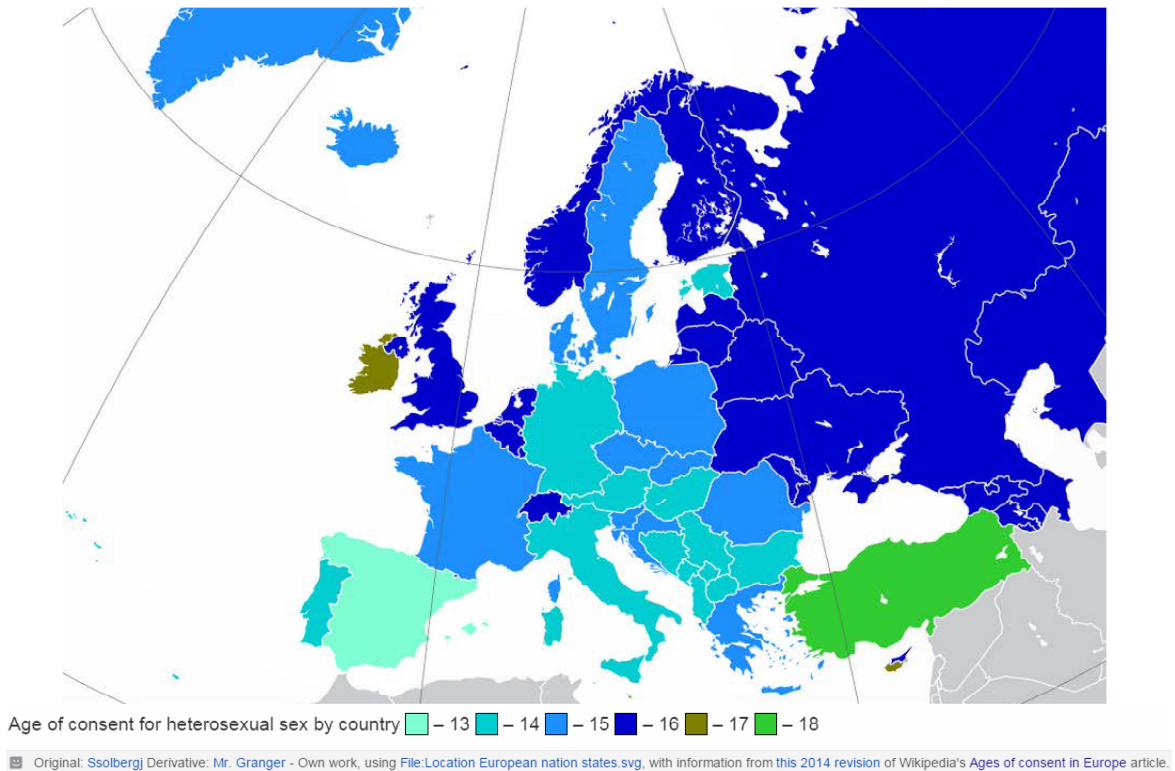 Age of consent for heterosexual sex by country – 13 – 14 – 15 – 16 – 17 – 18
Original: Ssolbergj Derivative: Mr. Granger - Own work, using File:Location European nation states.svg, with information from this 2014 revision of Wikipedia's Ages of consent in Europe article.